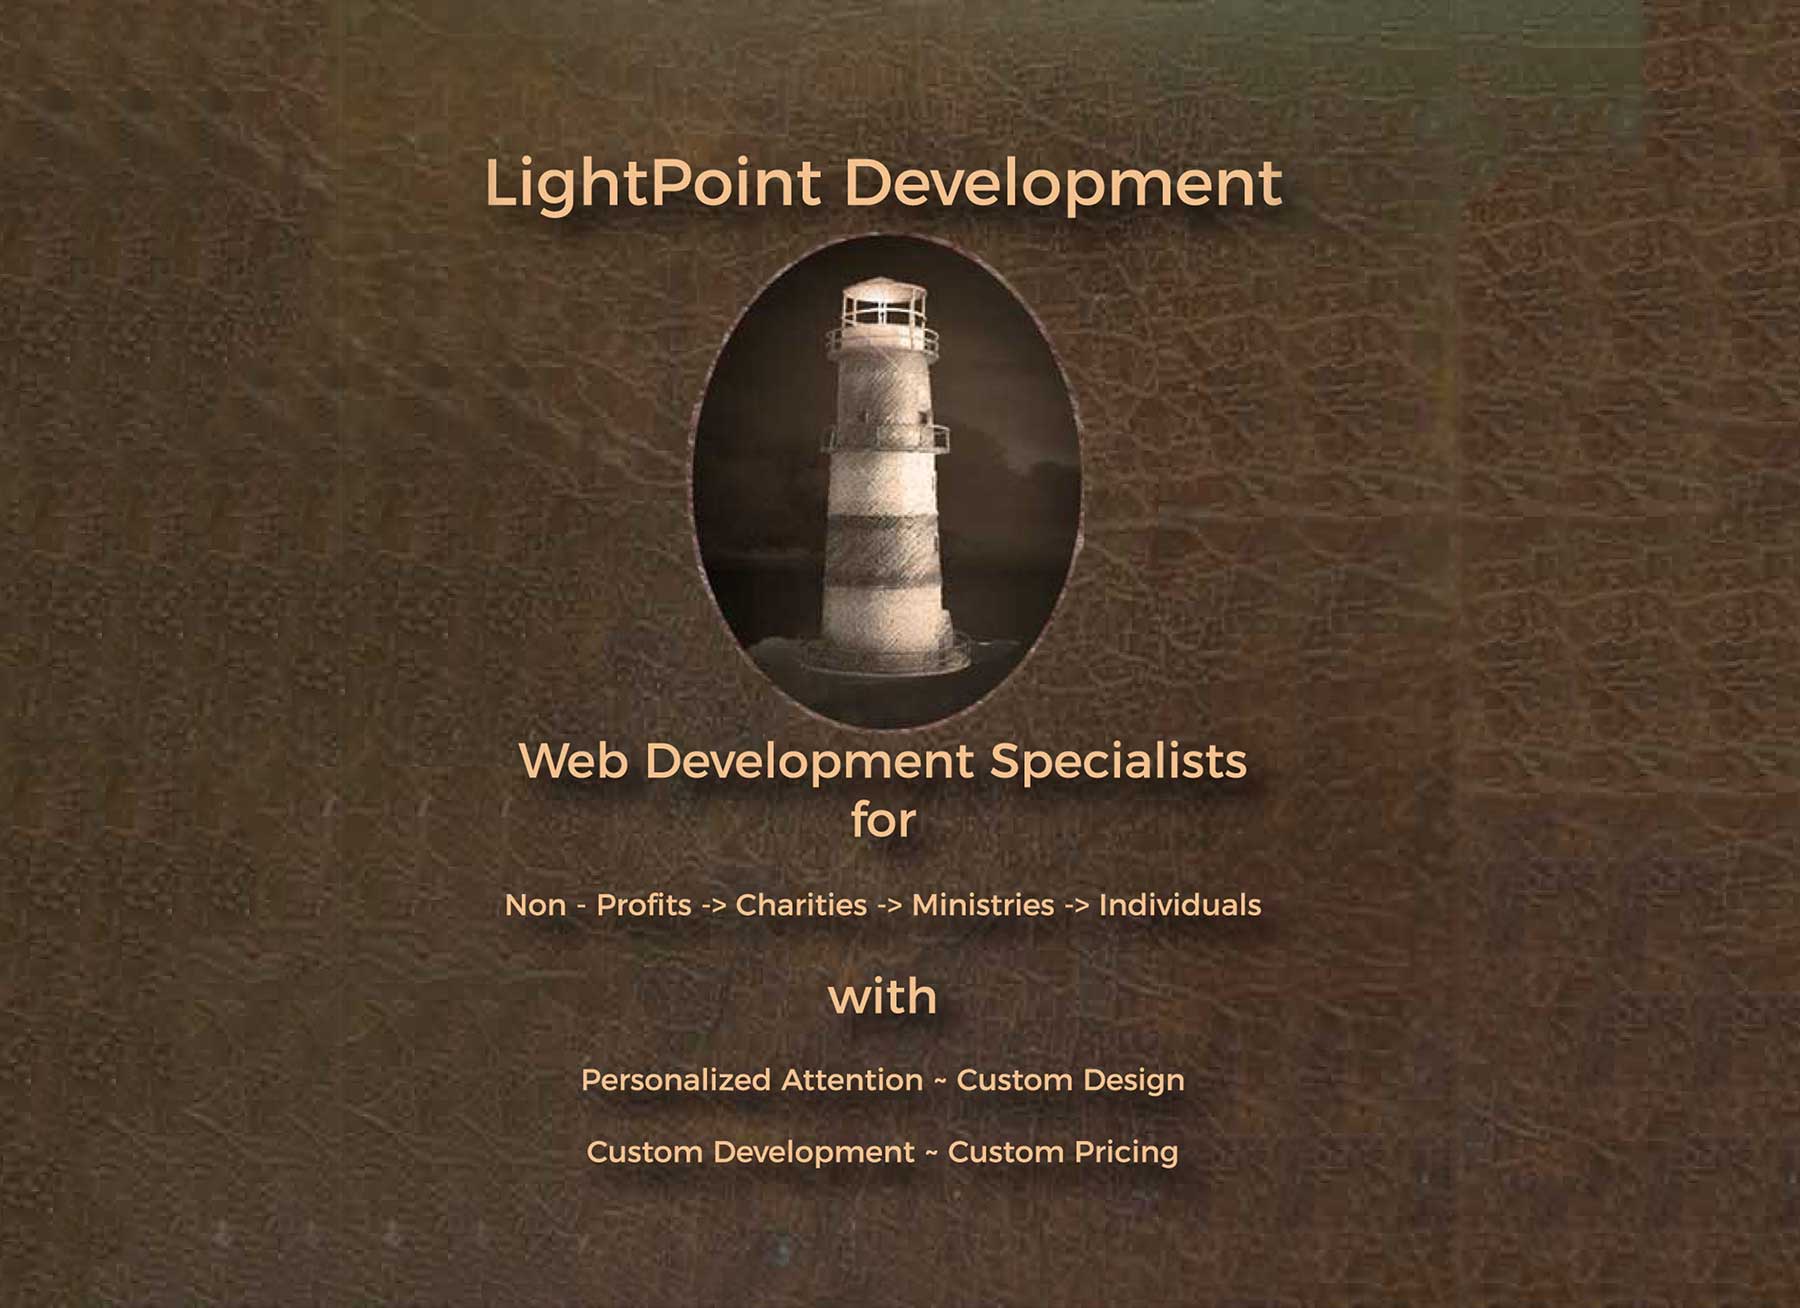 LightPoint Development
Web Development Specialists
for
Non - Profits -> Charities -> Ministries -> Individuals
with
Personalized Attention ~ Custom Design
Custom Development ~ Custom Pricing